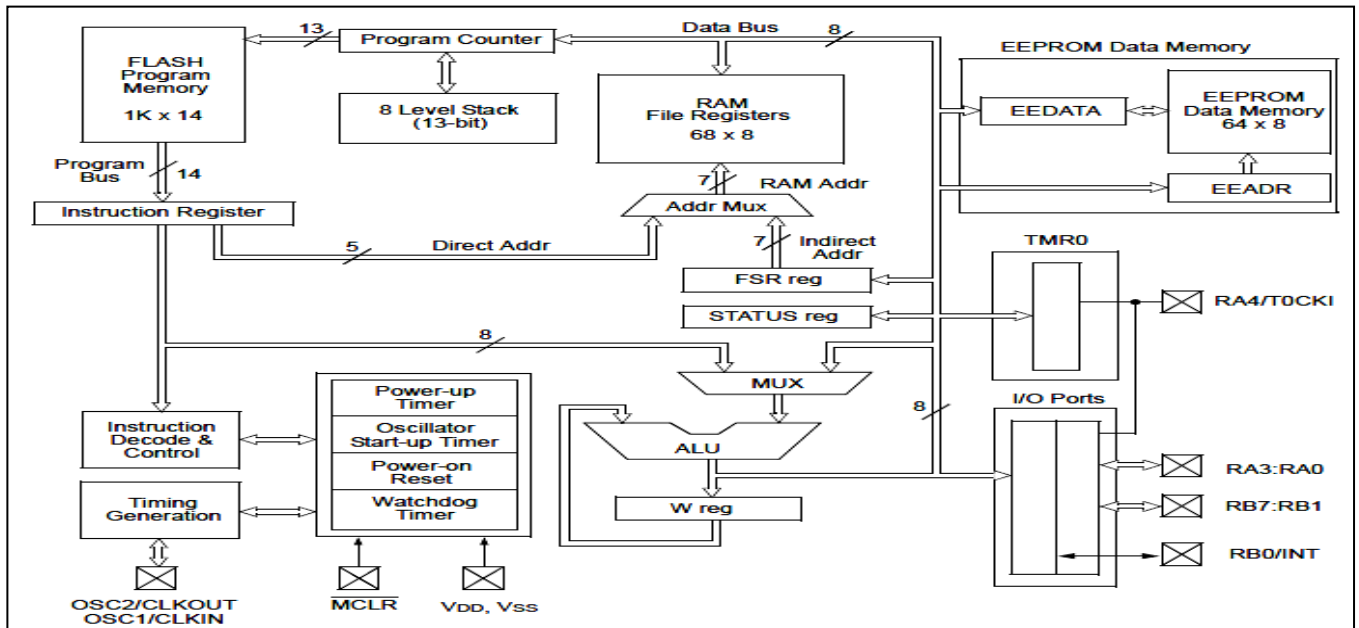 13
Program Counter
Data Bus
8
EEPROM Data Memory
FLASH
Program
Memory
1K x 14
8 Level Stack
(13-bit)
RAM
File Registers
68 x 8
EEDATA
EEPROM
Data Memory
64 x 8
EEADR
Program
Bus
14
7
RAM Addr
Instruction Register
Addr Mux
5
Direct Addr
7
Indirect
Addr
TMR0
FSR reg
RA4/T0CKI
STATUS reg
8
MUX
8
I/O Ports
Power-up
Timer
Instruction
Decode &
Control
Oscillator
Start-up Timer
ALU
Power-on
Reset
RA3:RA0
Timing
Generation
Watchdog
Timer
W reg
RB7:RB1
RB0/INT
OSC2/CLKOUT
OSC1/CLKIN
MCLR
VDD, VSS